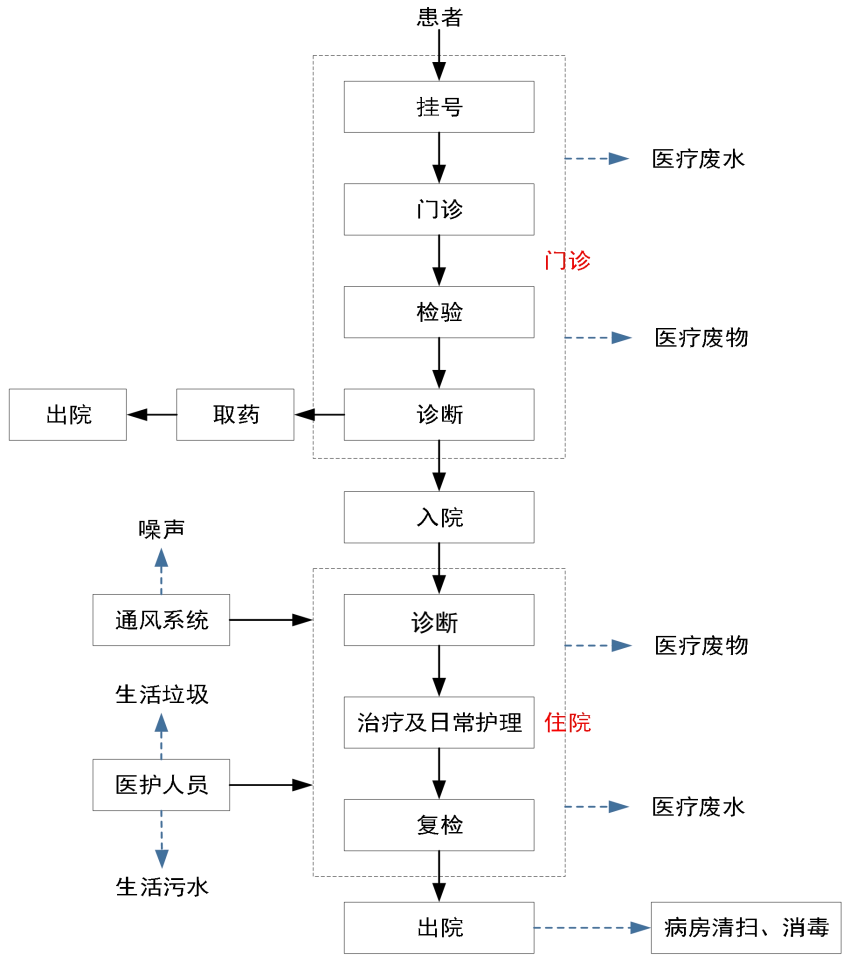 患者
挂号
医疗废水
门诊
门诊
检验
医疗废物
出院
取药
诊断
入院
噪声
通风系统
诊断
医疗废物
生活垃圾
治疗及日常护理
住院
医护人员
复检
医疗废水
生活污水
出院
病房清扫、消毒